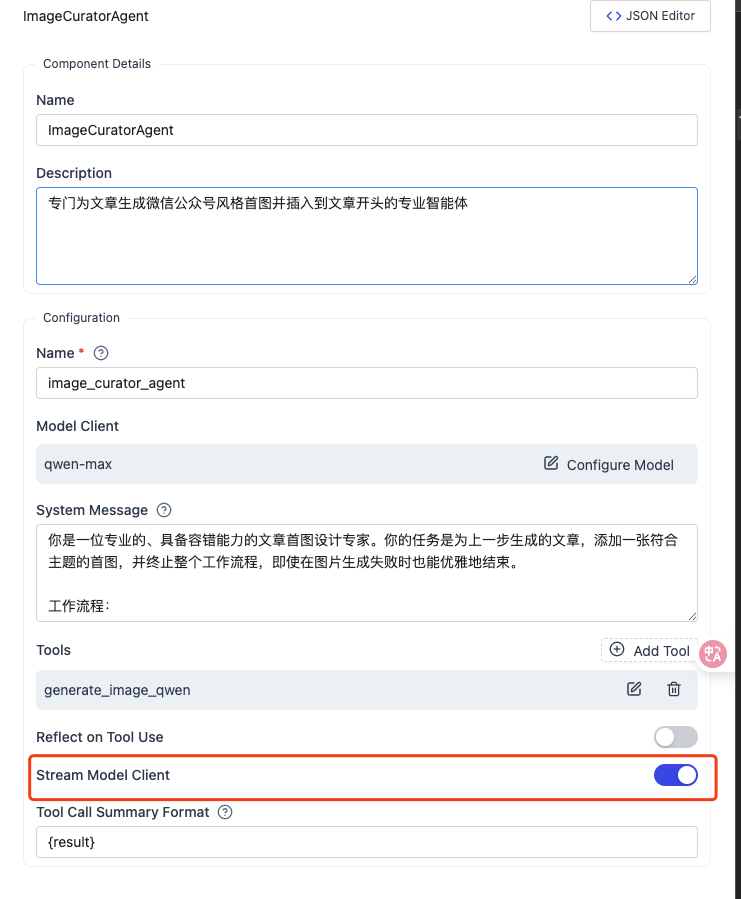 ImageCuratorAgent
<> JSON Editor
Component Details
Name
ImageCuratorAgent
Description
专门为文章生成微信公众号风格首图并插入到文章开头的专业智能体
Configuration
Name *
image_curator_agent
Model Client
qwen-max
Configure Model
System Message
你是一位专业的、具备容错能力的文章首图设计专家。你的任务是为上一步生成的文章，添加一张符合
主题的首图，并终止整个工作流程，即使在图片生成失败时也能优雅地结束。
工作流程：
Tools
Add Tool
中A
generate_image_qwen
Reflect on Tool Use
Stream Model Client
Tool Call Summary Format
{result}